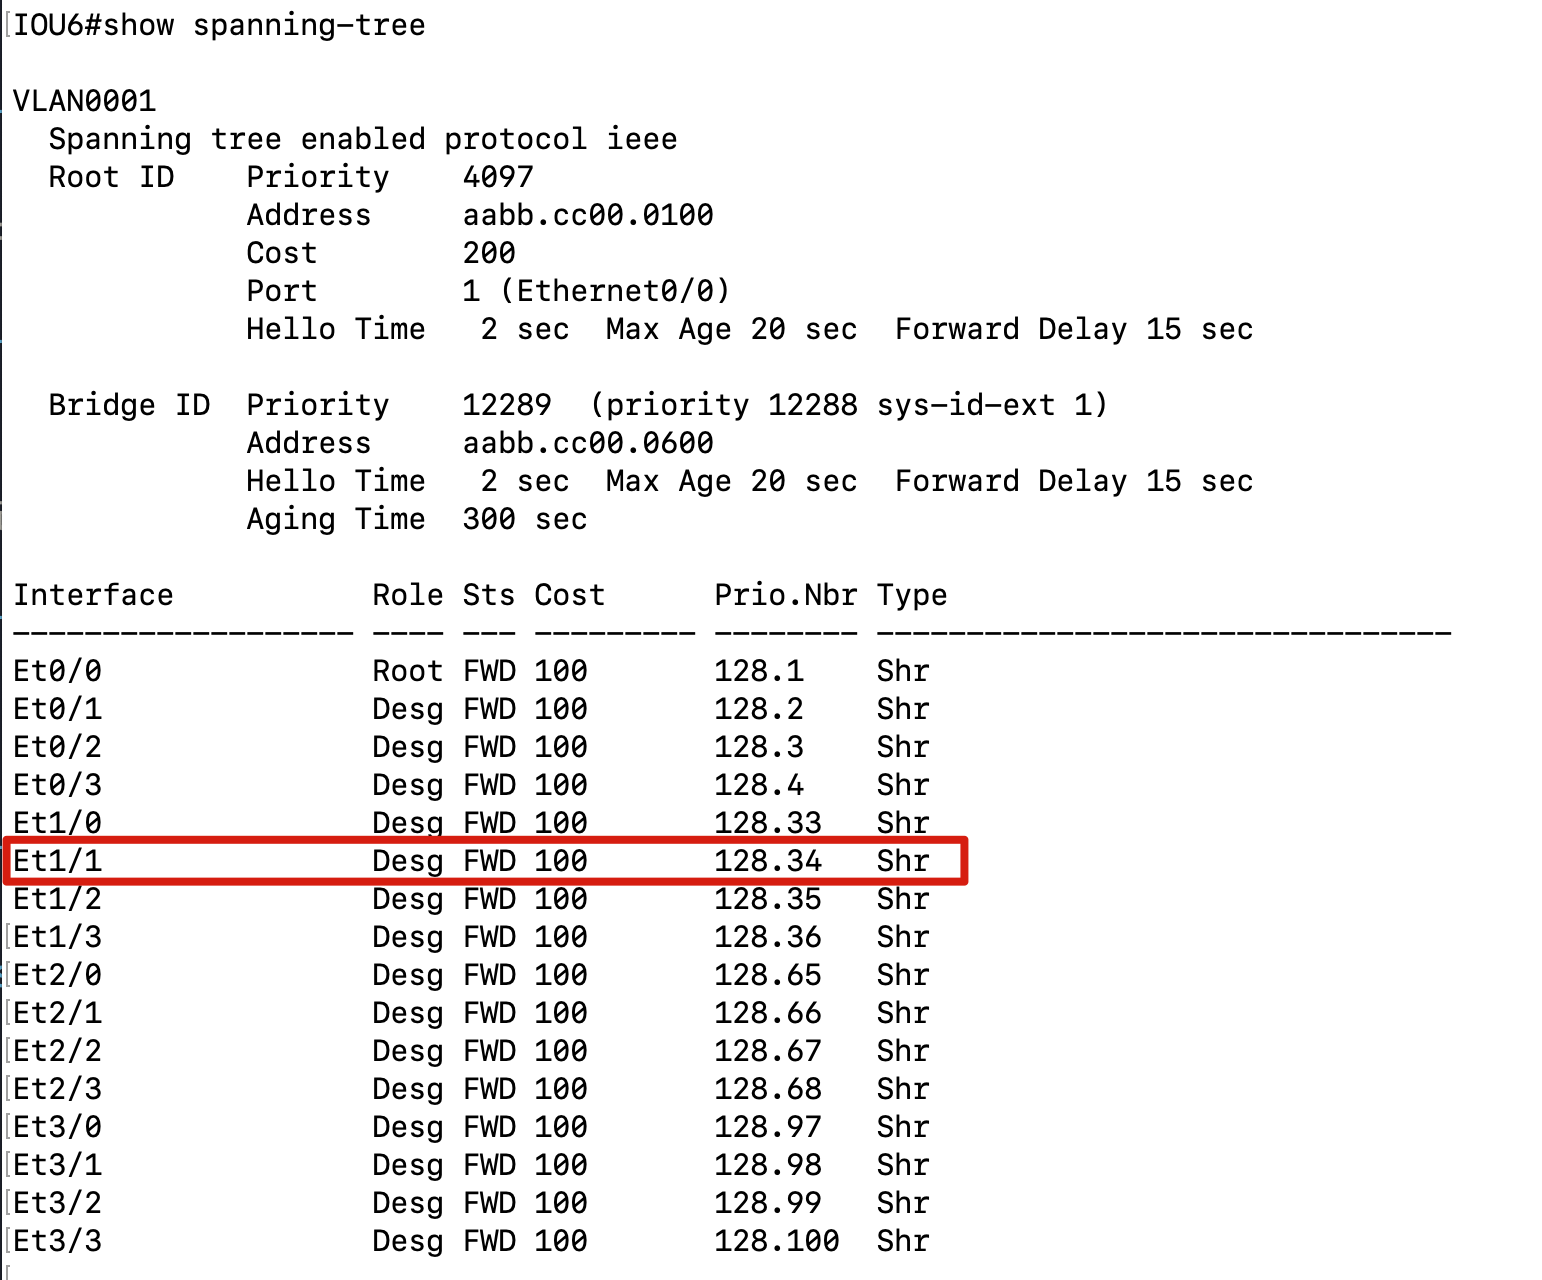 IOU6#show spanning-tree
VLAN0001
  Spanning tree enabled protocol ieee
  Root ID    Priority    4097
             Address     aabb.cc00.0100
             Cost        200
             Port        1 (Ethernet0/0)
             Hello Time   2 sec  Max Age 20 sec  Forward Delay 15 sec
  Bridge ID  Priority    12289  (priority 12288 sys-id-ext 1)
             Address     aabb.cc00.0600
             Hello Time   2 sec  Max Age 20 sec  Forward Delay 15 sec
             Aging Time  300 sec
Interface           Role Sts Cost      Prio.Nbr Type
------------------- ---- --- --------- -------- --------------------------------
Et0/0               Root FWD 100       128.1    Shr
Et0/1               Desg FWD 100       128.2    Shr
Et0/2               Desg FWD 100       128.3    Shr
Et0/3               Desg FWD 100       128.4    Shr
Et1/0               Desg FWD 100       128.33   Shr
Et1/1               Desg FWD 100       128.34   Shr
Et1/2               Desg FWD 100       128.35   Shr
Et1/3               Desg FWD 100       128.36   Shr
Et2/0               Desg FWD 100       128.65   Shr
Et2/1               Desg FWD 100       128.66   Shr
Et2/2               Desg FWD 100       128.67   Shr
Et2/3               Desg FWD 100       128.68   Shr
Et3/0               Desg FWD 100       128.97   Shr
Et3/1               Desg FWD 100       128.98   Shr
Et3/2               Desg FWD 100       128.99   Shr
Et3/3               Desg FWD 100       128.100  Shr